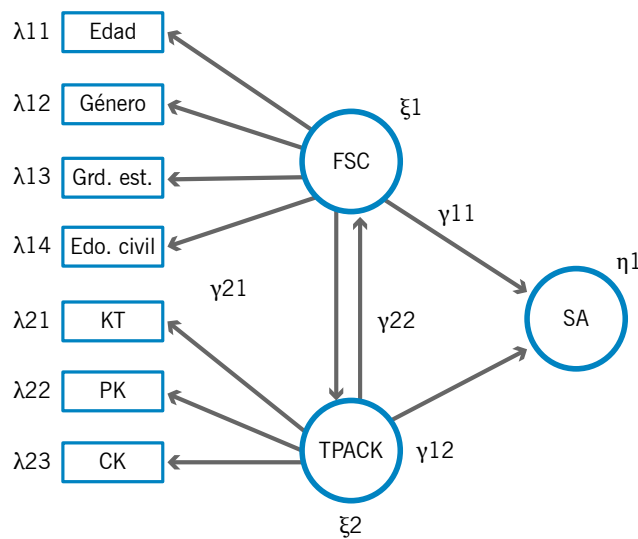 λ11 Edad
λ12 Género
ξ1
FSC
λ13 Grd. est.
γ11
λ14 Edo. civil
η1
γ21
λ21 KT
γ22
SA
λ22 PK
TPACK
γ12
λ23 CK
ξ2